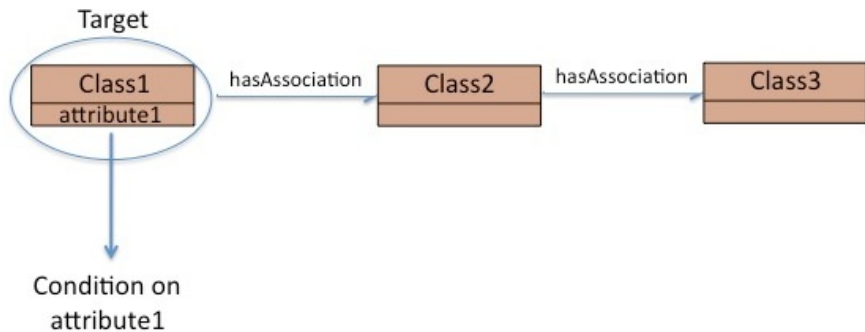 Target
Class1
attribute1
hasAssociation
Class2
hasAssociation
Class3
Condition on
attribute1